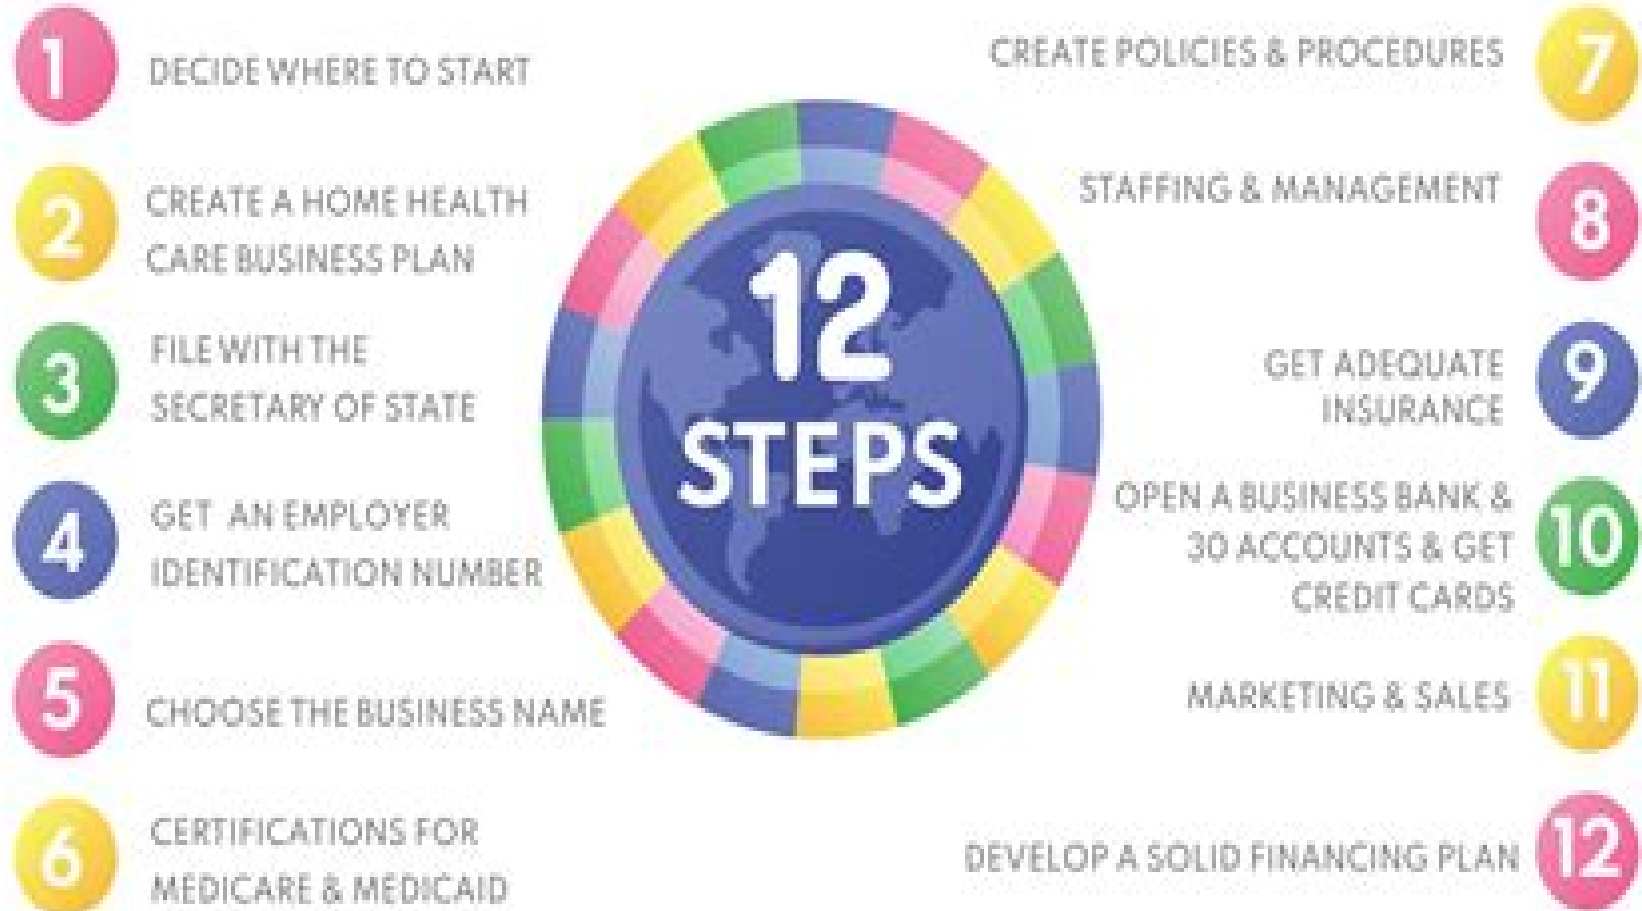 1
DECIDE WHERE TO START
2
CREATE A HOME HEALTH
CARE BUSINESS PLAN
3
FILE WITH THE
SECRETARY OF STATE
4
GET AN EMPLOYER
IDENTIFICATION NUMBER
5
CHOOSE THE BUSINESS NAME
6
CERTIFICATIONS FOR
MEDICARE & MEDICAID
12
STEPS
CREATE POLICIES & PROCEDURES
7
STAFFING & MANAGEMENT
8
GET ADEQUATE
INSURANCE
9
OPEN A BUSINESS BANK &
30 ACCOUNTS & GET
CREDIT CARDS
10
MARKETING & SALES
11
DEVELOP A SOLID FINANCING PLAN
12